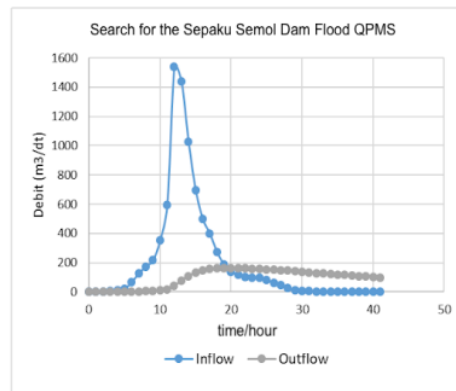 Search for the Sepaku Semol Dam Flood QPMS
1600
1400
1200
1000
800
600
400
200
0
Debit (m3/dt)
0 10 20 30 40 50
time/hour
Inflow Outflow